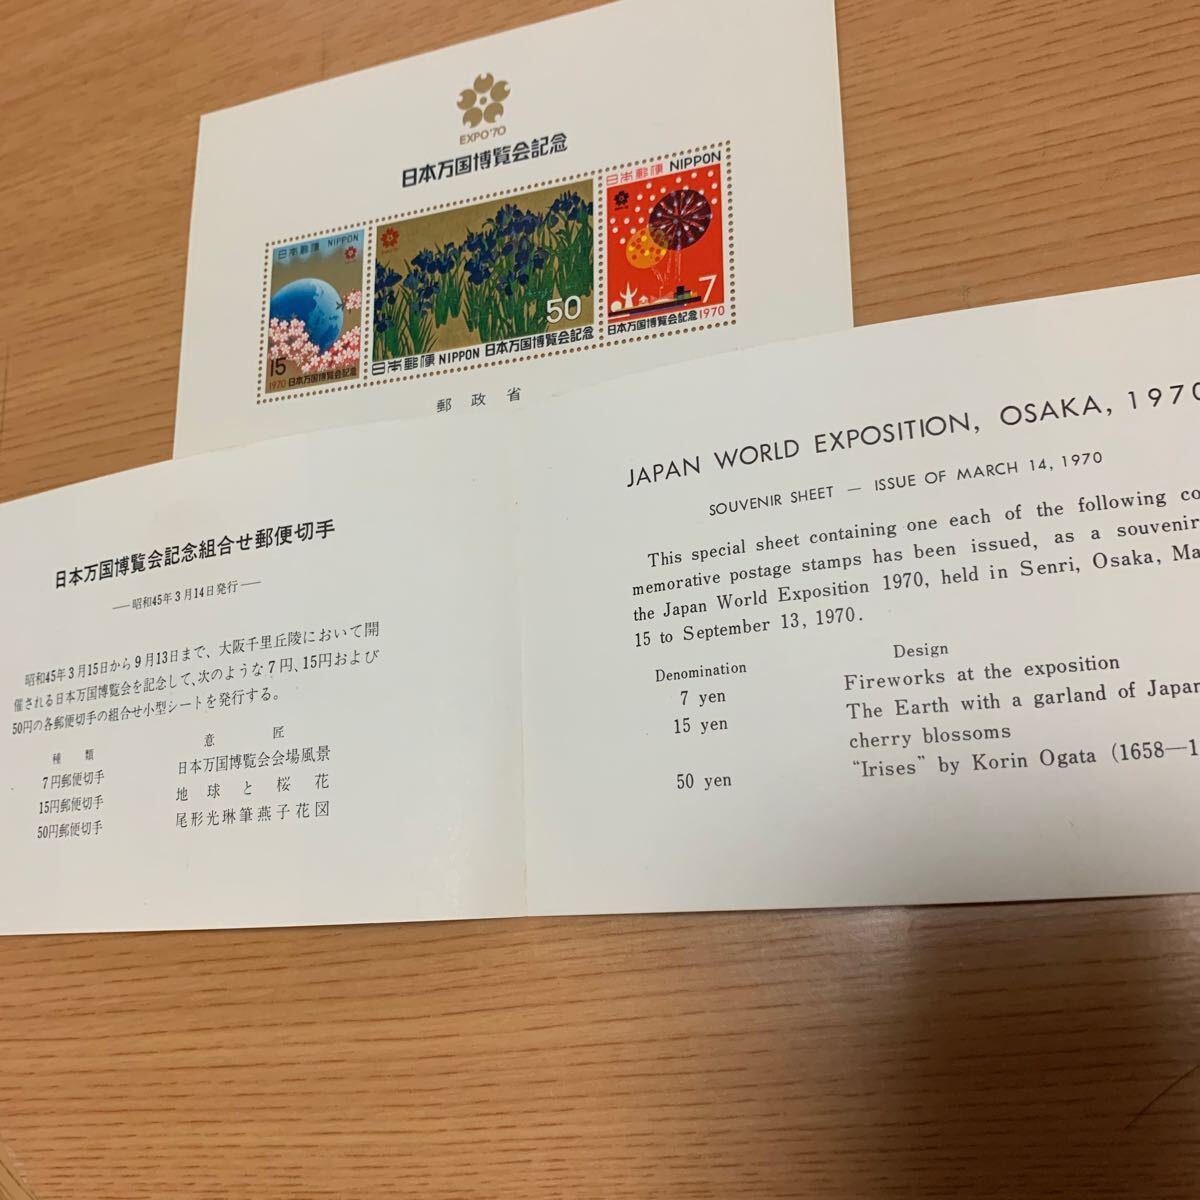 EXPO'70
日本万国博覧会記念
日本郵便 NIPPON
15
1970 日本万国博覧会記念
50
日本郵便 NIPPON 日本万国博覧会記念
日本郵便 NIPPON
7
日本万国博覧会記念 1970
郵政省
日本万国博覧会記念組合せ郵便切手
——昭和45年3月14日発行——
昭和45年3月15日から9月13日まで、大阪千里丘陵において開
催される日本万国博覧会を記念して、次のような7円、15円および
50円の各郵便切手の組合せ小型シートを発行する。
種類 意匠
7円郵便切手 日本万国博覧会会場風景
15円郵便切手 地球と桜花
50円郵便切手 尾形光琳筆燕子花図
JAPAN WORLD EXPOSITION, OSAKA, 1970
SOUVENIR SHEET — ISSUE OF MARCH 14, 1970
This special sheet containing one each of the following co
memorative postage stamps has been issued, as a souvenir
the Japan World Exposition 1970, held in Senri, Osaka, Ma
15 to September 13, 1970.
Denomination Design
7 yen Fireworks at the exposition
15 yen The Earth with a garland of Japan
cherry blossoms
50 yen "Irises" by Korin Ogata (1658—1